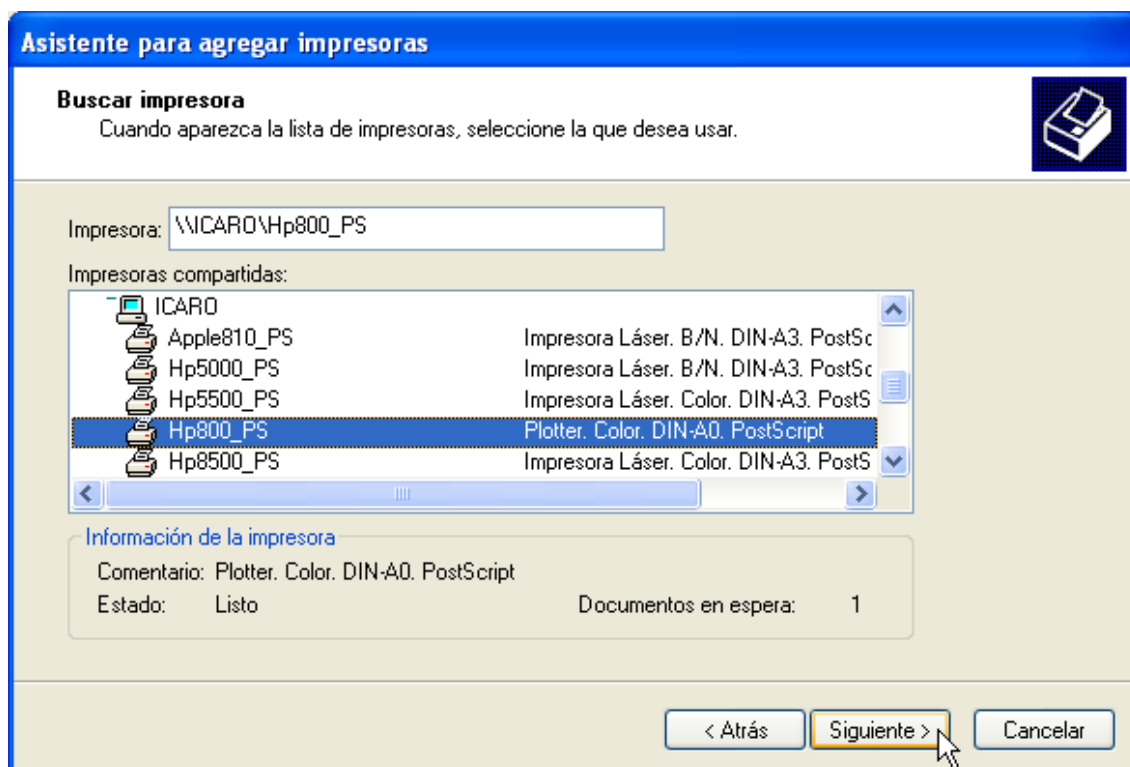 Asistente para agregar impresoras
Buscar impresora
Cuando aparezca la lista de impresoras, seleccione la que desea usar.
Impresora: \\ICARO\Hp800_PS
Impresoras compartidas:
ICARO
Apple810_PS Impresora Láser. B/N. DIN-A3. PostSc
Hp5000_PS Impresora Láser. B/N. DIN-A3. PostSc
Hp5500_PS Impresora Láser. Color. DIN-A3. PostS
Hp800_PS Plotter. Color. DIN-A0. PostScript
Hp8500_PS Impresora Láser. Color. DIN-A3. PostS
Información de la impresora
Comentario: Plotter. Color. DIN-A0. PostScript
Estado: Listo Documentos en espera: 1
< Atrás Siguiente > Cancelar